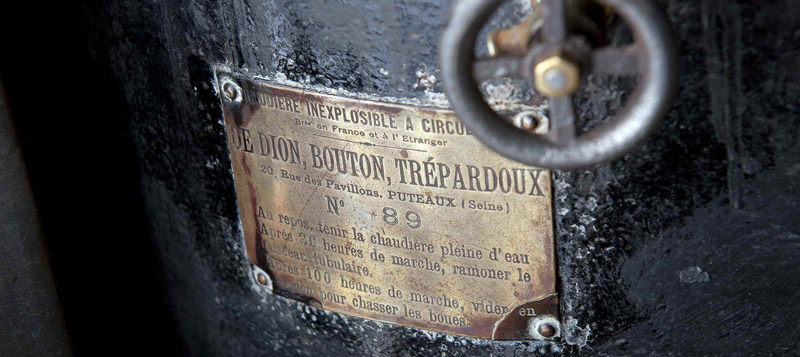 INEXPLOSIBLE A
Btée en France et à l'Etranger
DE DION, BOUTON, TRÉPARDOUX
20, Rue des Pavillons, PUTEAUX (Seine)
N° 89
Au repos, tenir la chaudière pleine d'eau
Après 20 heures de marche, ramoner le
tubulaire.
100 heures de marche, vider en
pour chasser les boues.